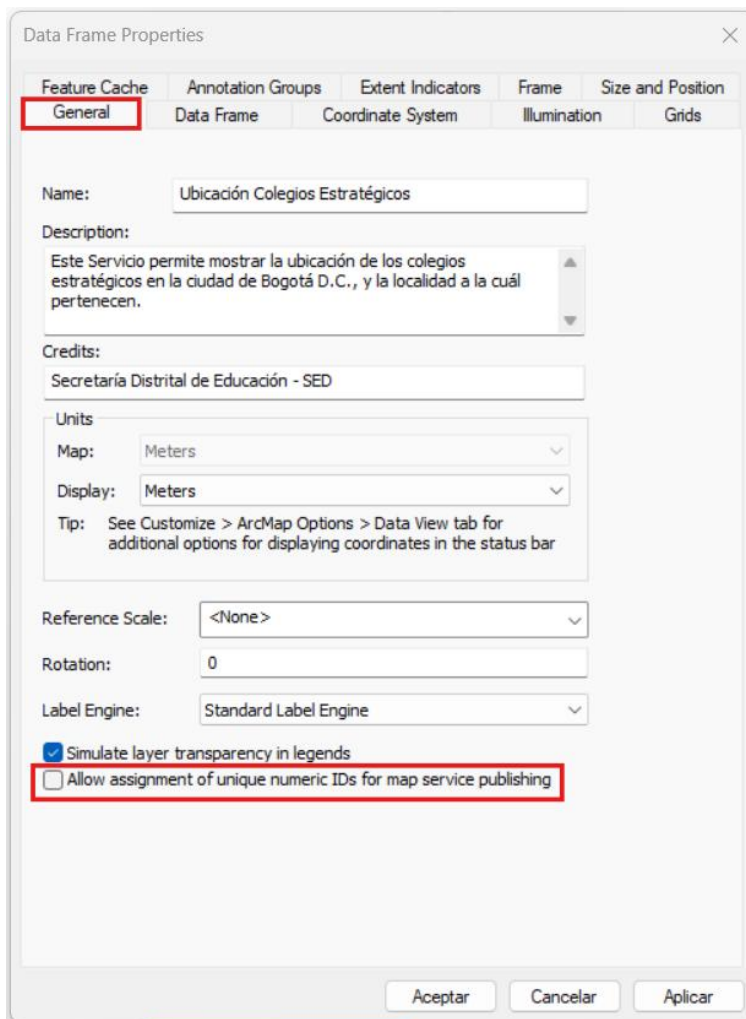 Data Frame Properties
Feature Cache Annotation Groups Extent Indicators Frame Size and Position
General Data Frame Coordinate System Illumination Grids
Name: Ubicación Colegios Estratégicos
Description:
Este Servicio permite mostrar la ubicación de los colegios
estratégicos en la ciudad de Bogotá D.C., y la localidad a la cuál
pertenecen.
Credits:
Secretaría Distrital de Educación - SED
Units
Map: Meters
Display: Meters
Tip: See Customize > ArcMap Options > Data View tab for
additional options for displaying coordinates in the status bar
Reference Scale: <None>
Rotation: 0
Label Engine: Standard Label Engine
Simulate layer transparency in legends
Allow assignment of unique numeric IDs for map service publishing
Aceptar Cancelar Aplicar